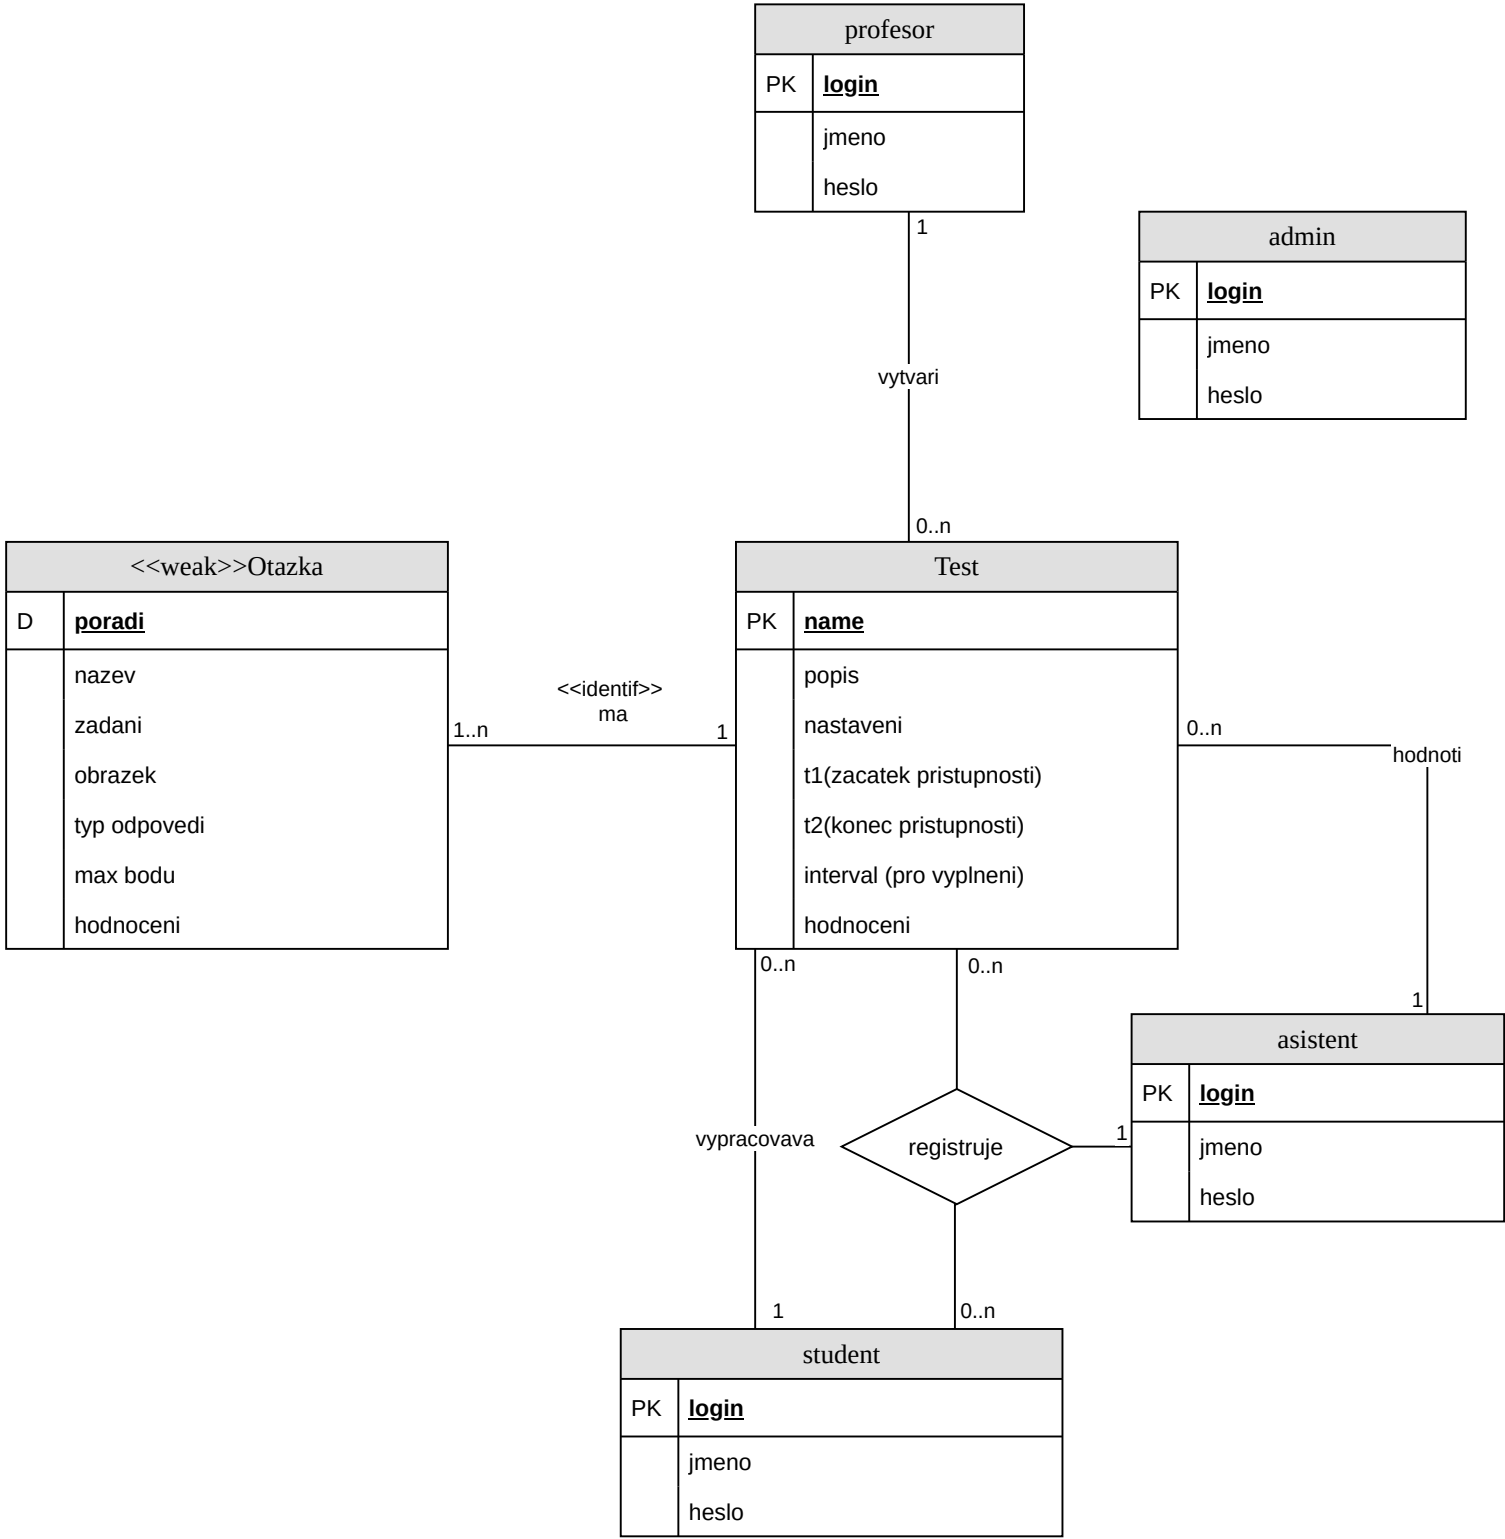 profesor
PK login
jmeno
heslo
1
admin
PK login
jmeno
heslo
vytvari
0..n
<<weak>>Otazka
D poradi
nazev
zadani
obrazek
typ odpovedi
max bodu
hodnoceni
<<identif>>
ma
1..n
1
Test
PK name
popis
nastaveni
t1(zacatek pristupnosti)
t2(konec pristupnosti)
interval (pro vyplneni)
hodnoceni
0..n
hodnoti
1
0..n
0..n
asistent
PK login
jmeno
heslo
vypracovava
registruje
1
1
0..n
student
PK login
jmeno
heslo